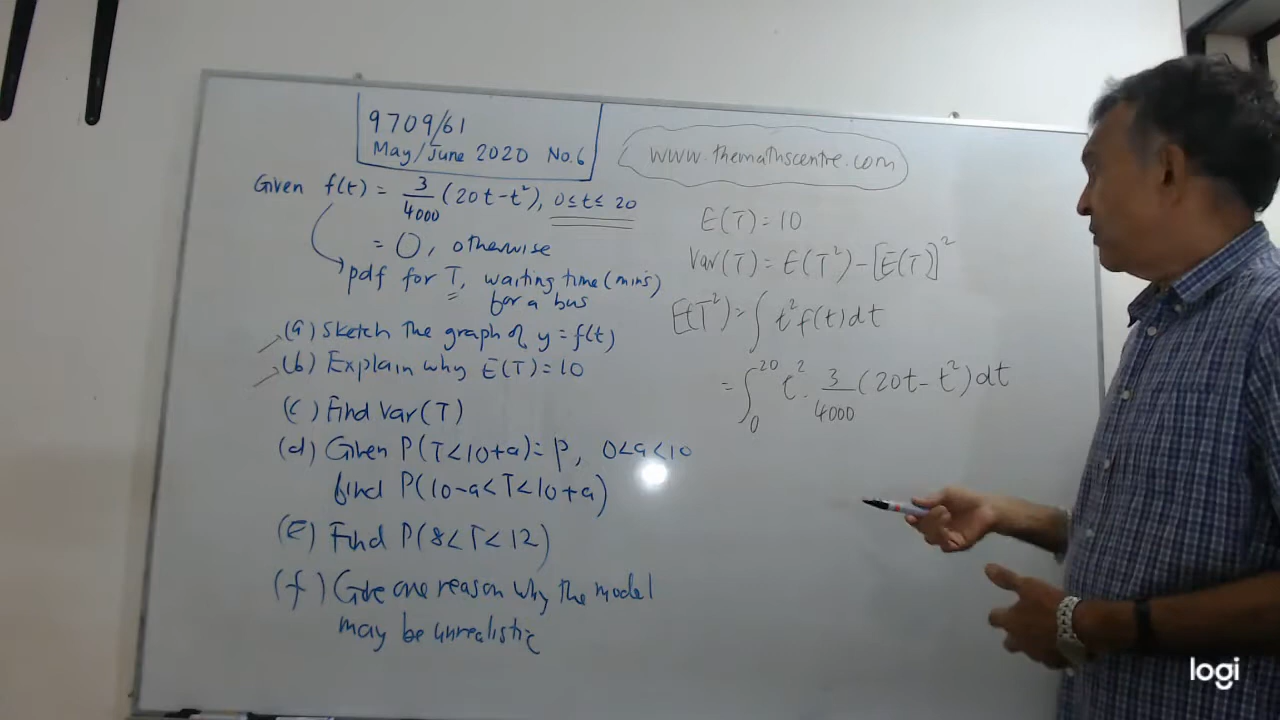 9709/61
May/June 2020 No.6
www.themathscentre.com
Given f(t) = 3/4000 (20t-t²), 0≤t≤20
= 0, otherwise
pdf for T, waiting time (mins)
for a bus
(a) Sketch the graph of y = f(t)
(b) Explain why E(T) = 10
(c) Find Var(T)
(d) Given P(T<10+a) = p, 0<a<10
find P(10-a<T<10+a)
(e) Find P(8<T<12)
(f) Give one reason why the model
may be unrealistic
E(T) = 10
Var(T) = E(T²) - [E(T)]²
E(T²) = ∫ t² f(t) dt
= ∫₀²⁰ t² · 3/4000 (20t - t²) dt
logi